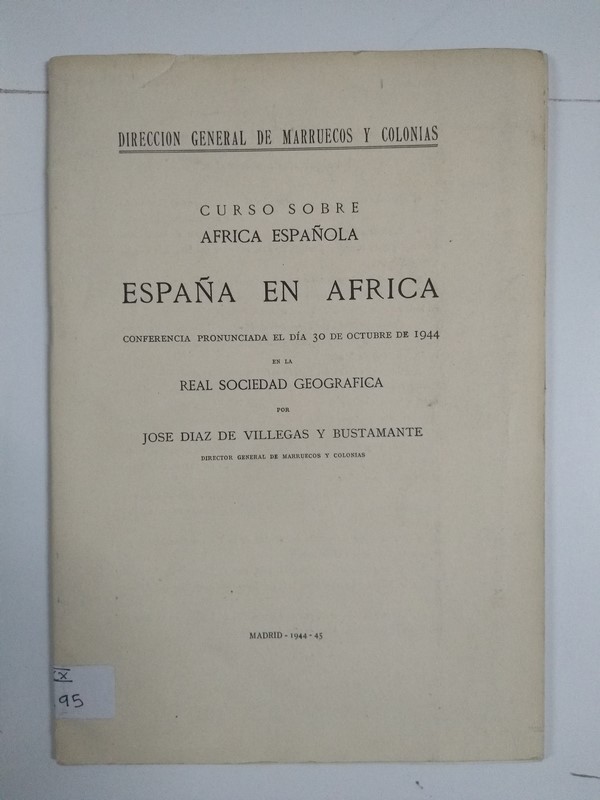 DIRECCION GENERAL DE MARRUECOS Y COLONIAS
CURSO SOBRE
AFRICA ESPAÑOLA
ESPAÑA EN AFRICA
CONFERENCIA PRONUNCIADA EL DÍA 30 DE OCTUBRE DE 1944
EN LA
REAL SOCIEDAD GEOGRAFICA
POR
JOSE DIAZ DE VILLEGAS Y BUSTAMANTE
DIRECTOR GENERAL DE MARRUECOS Y COLONIAS
MADRID - 1944 - 45
95